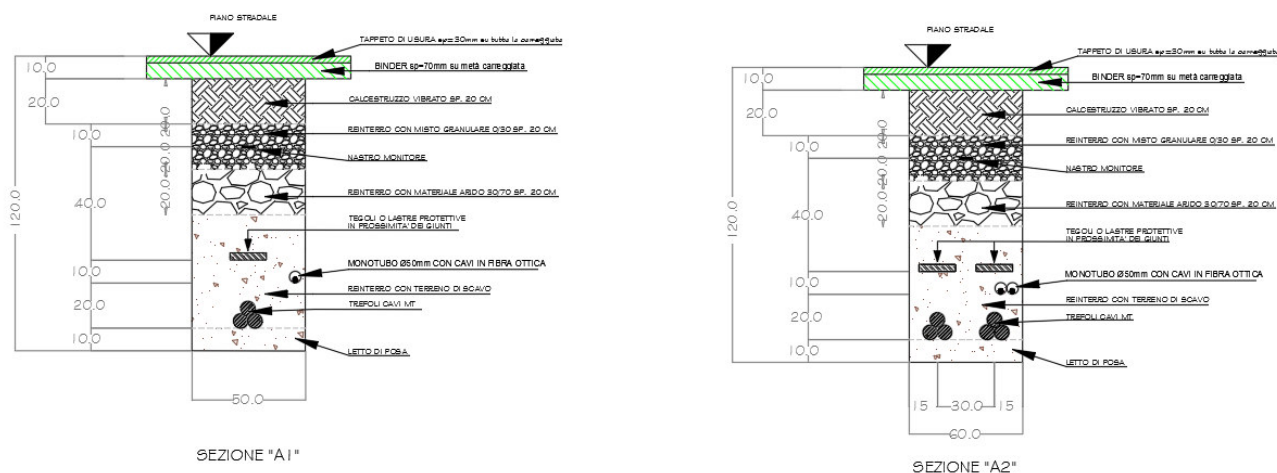 PIANO STRADALE
TAPPETO DI USURA sp=30mm su tutta la carreggiata
BINDER sp=70mm su metà carreggiata
CALCESTRUZZO VIBRATO SP. 20 CM
REINTERRO CON MISTO GRANULARE 0/30 SP. 20 CM
NASTRO MONITORE
REINTERRO CON MATERIALE ARIDO 30/70 SP. 20 CM
TEGOLI O LASTRE PROTETTIVE
IN PROSSIMITA' DEI GIUNTI
MONOTUBO Ø50mm CON CAVI IN FIBRA OTTICA
REINTERRO CON TERRENO DI SCAVO
TREFOLI CAVI MT
LETTO DI POSA
10.0
20.0
120.0
10.0
40.0
10.0
20.0
10.0
20.0
20.0
50.0
SEZIONE "A1"
PIANO STRADALE
TAPPETO DI USURA sp=30mm su tutta la carreggiata
BINDER sp=70mm su metà carreggiata
CALCESTRUZZO VIBRATO SP. 20 CM
REINTERRO CON MISTO GRANULARE 0/30 SP. 20 CM
NASTRO MONITORE
REINTERRO CON MATERIALE ARIDO 30/70 SP. 20 CM
TEGOLI O LASTRE PROTETTIVE
IN PROSSIMITA' DEI GIUNTI
MONOTUBO Ø50mm CON CAVI IN FIBRA OTTICA
REINTERRO CON TERRENO DI SCAVO
TREFOLI CAVI MT
LETTO DI POSA
10.0
20.0
120.0
10.0
40.0
10.0
20.0
10.0
20.0
20.0
15
30.0
15
60.0
SEZIONE "A2"